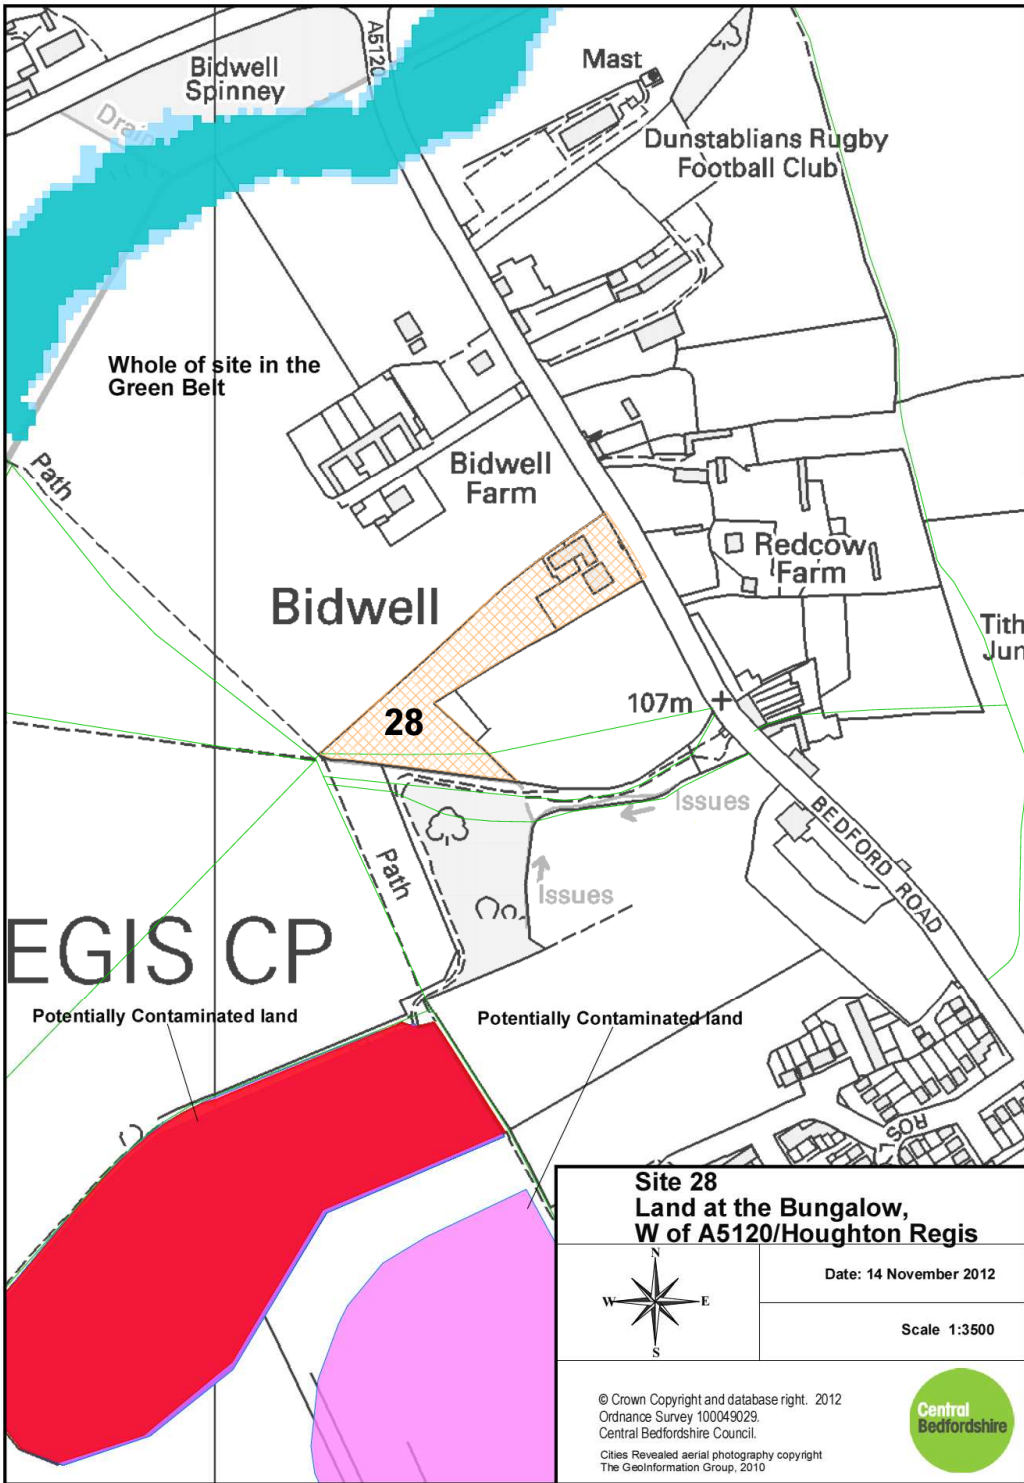 A5120
Bidwell
Spinney
Drain
Mast
Dunstablians Rugby
Football Club
Whole of site in the
Green Belt
Path
Bidwell
Farm
Redcow
Farm
Bidwell
Tith
Jun
107m
28
Issues
BEDFORD ROAD
Path
Issues
EGIS CP
Potentially Contaminated land
Potentially Contaminated land
ROS
Site 28
Land at the Bungalow,
W of A5120/Houghton Regis
N
W E
S
Date: 14 November 2012
Scale 1:3500
© Crown Copyright and database right. 2012
Ordnance Survey 100049029.
Central Bedfordshire Council.
Cities Revealed aerial photography copyright
The GeoInformation Group, 2010
Central
Bedfordshire